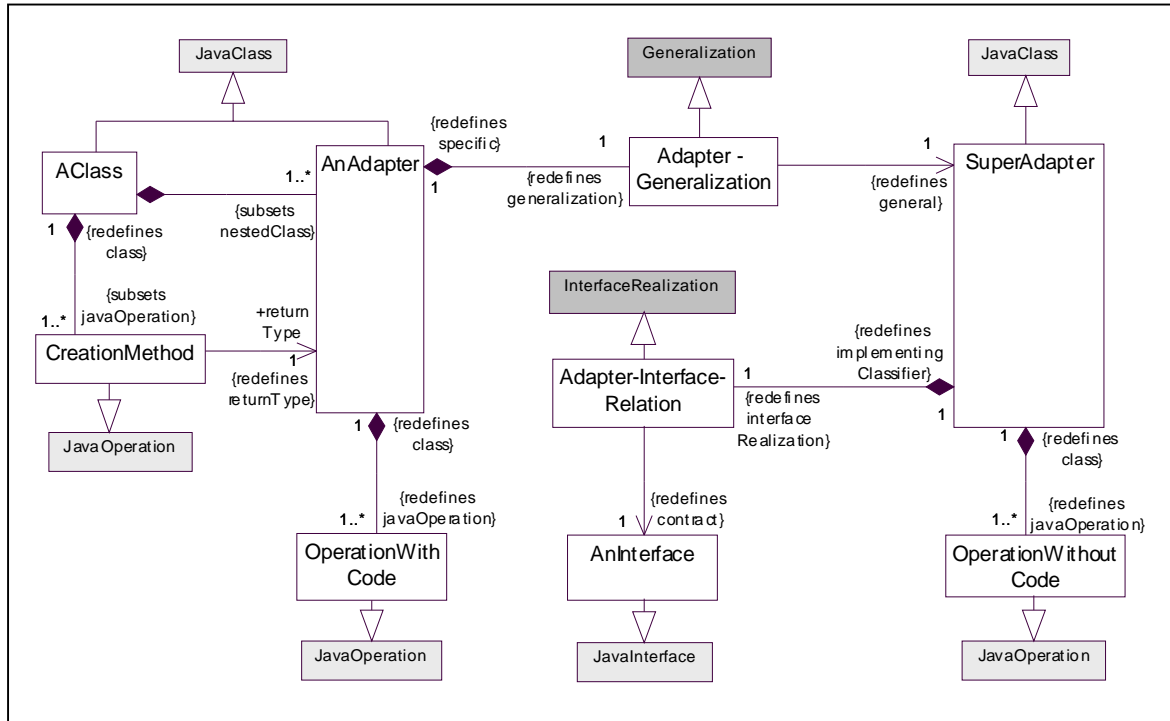 JavaClass
Generalization
JavaClass
AClass
AnAdapter
{redefines
specific}
1
1
Adapter -
Generalization
{redefines
generalization}
1
{redefines
general}
SuperAdapter
1..*
{subsets
nestedClass}
1
{redefines
class}
{subsets
javaOperation}
1..*
CreationMethod
+return
Type
1
{redefines
returnType}
JavaOperation
InterfaceRealization
Adapter-Interface-
Relation
1
{redefines
interface
Realization}
{redefines
implementing
Classifier}
1
1
{redefines
class}
1
{redefines
class}
{redefines
javaOperation}
1..*
OperationWith
Code
{redefines
contract}
1
AnInterface
{redefines
javaOperation}
1..*
OperationWithout
Code
JavaOperation
JavaInterface
JavaOperation